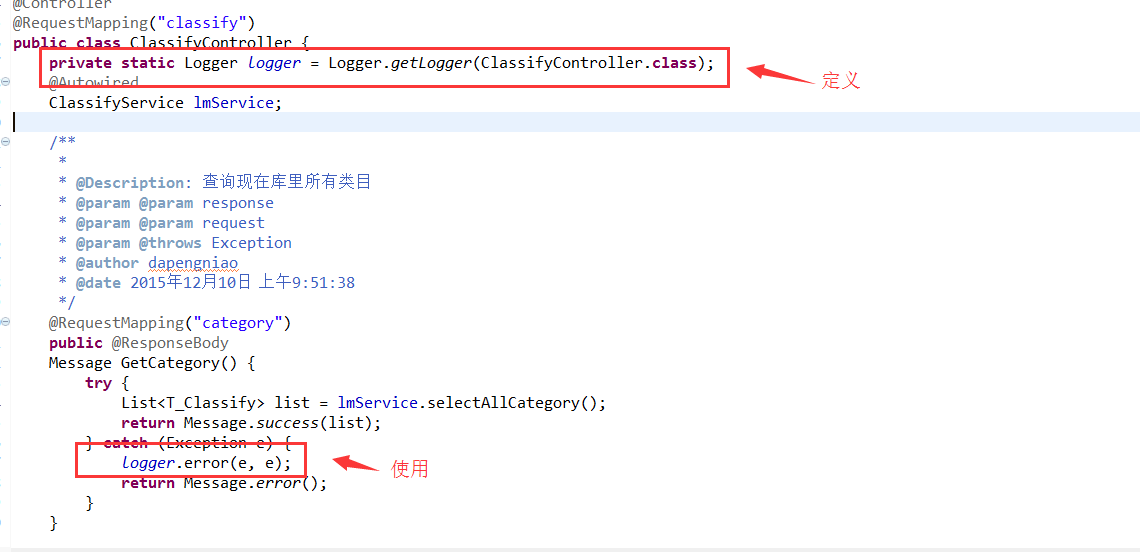 @Controller
@RequestMapping("classify")
public class ClassifyController {
private static Logger logger = Logger.getLogger(ClassifyController.class);
定义
@Autowired
ClassifyService lmService;
/**
*
* @Description: 查询现在库里所有类目
* @param @param response
* @param @param request
* @param @throws Exception
* @author dapengniao
* @date 2015年12月10日 上午9:51:38
*/
@RequestMapping("category")
public @ResponseBody
Message GetCategory() {
try {
List<T_Classify> list = lmService.selectAllCategory();
return Message.success(list);
} catch (Exception e) {
logger.error(e, e);
使用
return Message.error();
}
}